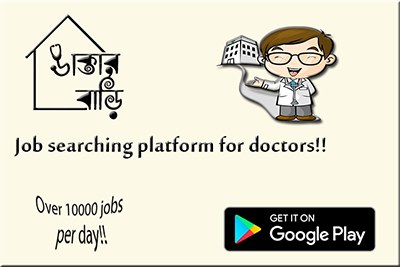 ডাক্তার
বাড়ি
Job searching platform for doctors!!
Over 10000 jobs
per day!!
GET IT ON
Google Play